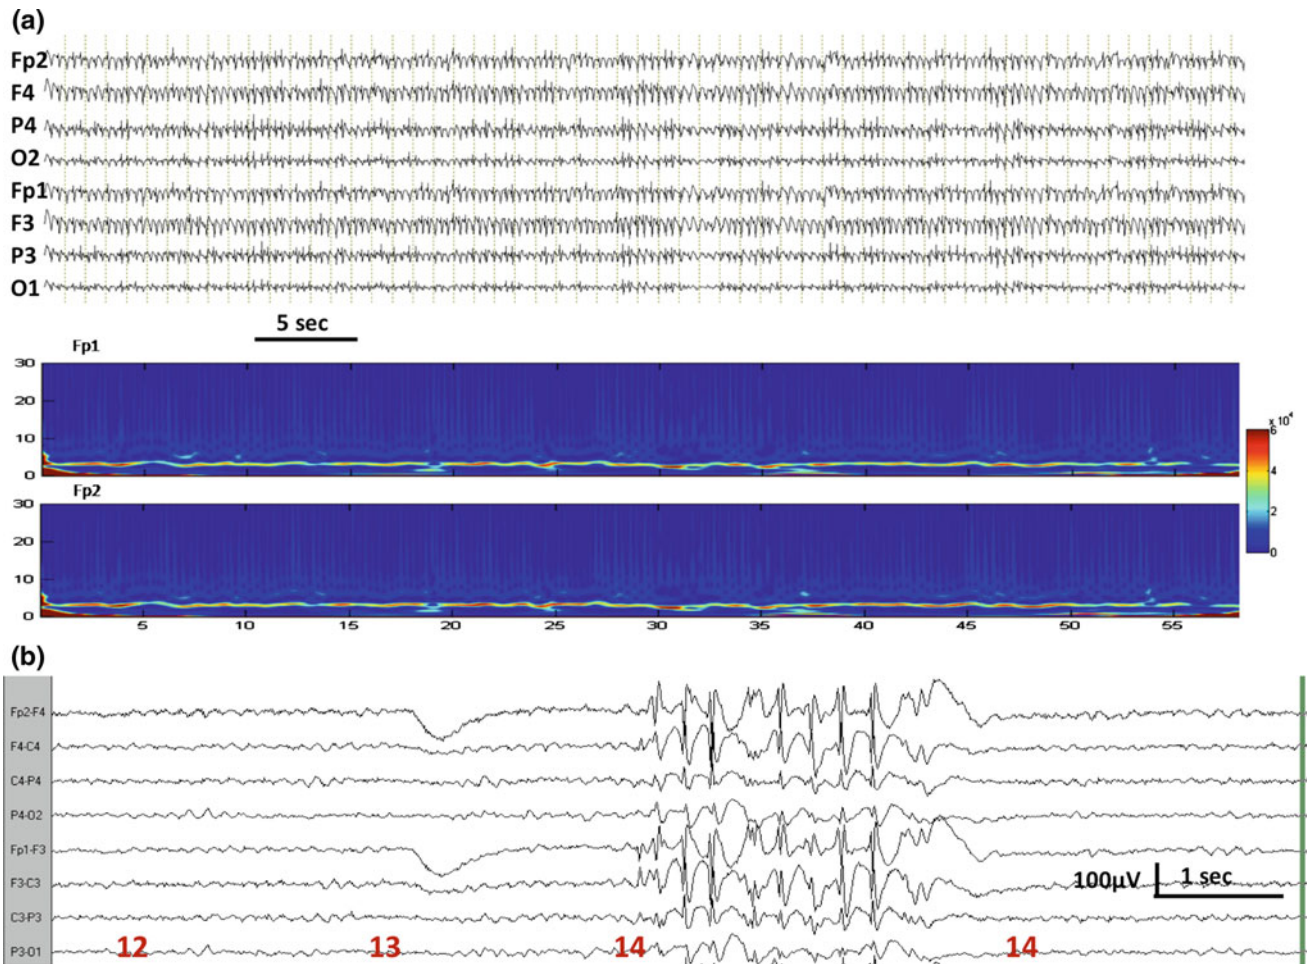 (a)
Fp2
F4
P4
O2
Fp1
F3
P3
O1
5 sec
Fp1
30
20
10
0
x 10⁴
6
4
2
0
Fp2
30
20
10
0
5 10 15 20 25 30 35 40 45 50 55
(b)
Fp2-F4
F4-C4
C4-P4
P4-O2
Fp1-F3
F3-C3
100µV 1 sec
C3-P3
12 13 14 14
P3-O1